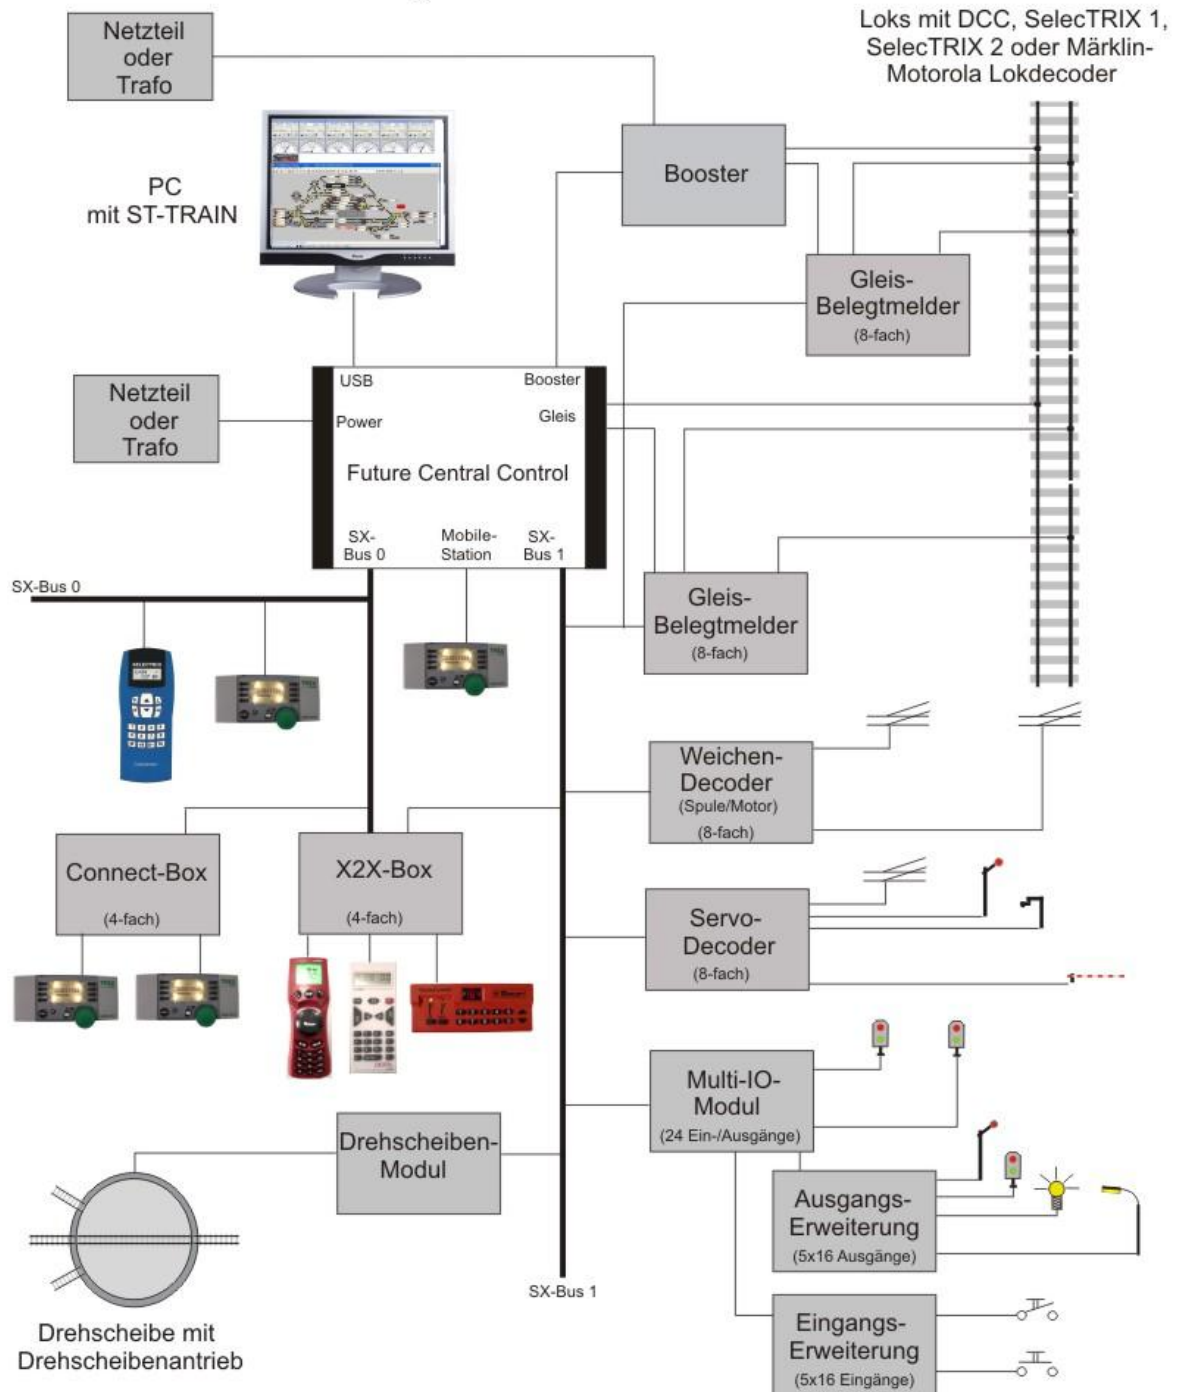 Netzteil
oder
Trafo
Loks mit DCC, SelecTRIX 1,
SelecTRIX 2 oder Märklin-
Motorola Lokdecoder
PC
mit ST-TRAIN
Booster
Gleis-
Belegtmelder
(8-fach)
Netzteil
oder
Trafo
USB
Booster
Power
Gleis
Future Central Control
SX-
Bus 0
Mobile-
Station
SX-
Bus 1
SX-Bus 0
Gleis-
Belegtmelder
(8-fach)
Weichen-
Decoder
(Spule/Motor)
(8-fach)
Connect-Box
(4-fach)
X2X-Box
(4-fach)
Servo-
Decoder
(8-fach)
Multi-IO-
Modul
(24 Ein-/Ausgänge)
Drehscheiben-
Modul
Ausgangs-
Erweiterung
(5x16 Ausgänge)
SX-Bus 1
Eingangs-
Erweiterung
(5x16 Eingänge)
Drehscheibe mit
Drehscheibenantrieb